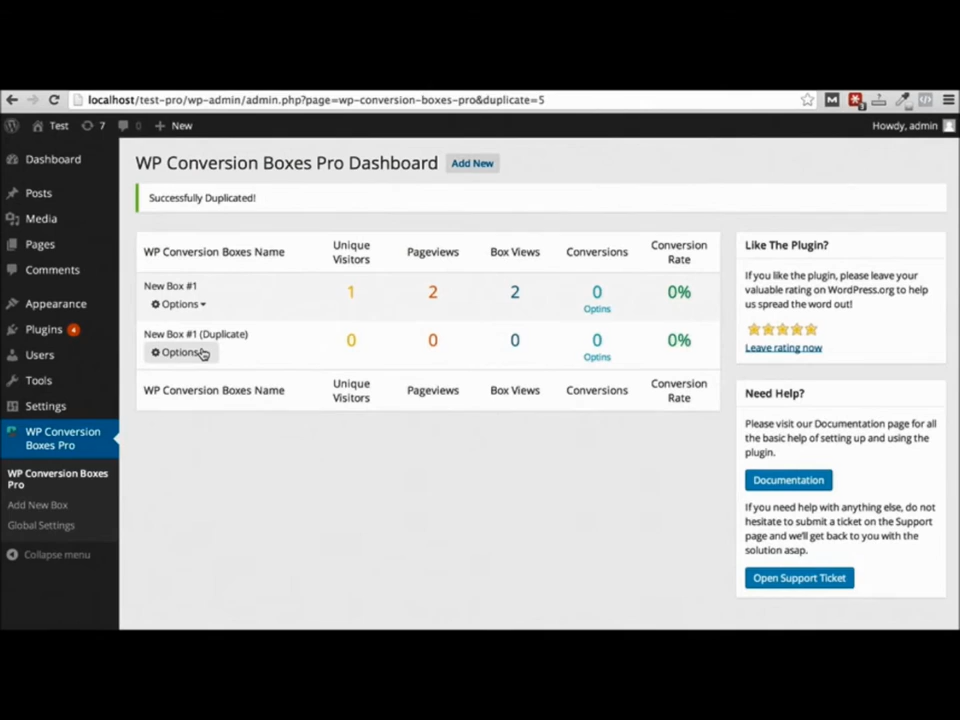 localhost/test-pro/wp-admin/admin.php?page=wp-conversion-boxes-pro&duplicate=5
Test
7
0
New
Howdy, admin
Dashboard
Posts
Media
Pages
Comments
Appearance
Plugins 4
Users
Tools
Settings
WP Conversion
Boxes Pro
WP Conversion Boxes
Pro
Add New Box
Global Settings
Collapse menu
WP Conversion Boxes Pro Dashboard
Add New
Successfully Duplicated!
WP Conversion Boxes Name
Unique
Visitors
Pageviews
Box Views
Conversions
Conversion
Rate
New Box #1
Options
1
2
2
0
Optins
0%
New Box #1 (Duplicate)
Options
0
0
0
0
Optins
0%
WP Conversion Boxes Name
Unique
Visitors
Pageviews
Box Views
Conversions
Conversion
Rate
Like The Plugin?
If you like the plugin, please leave your
valuable rating on WordPress.org to help
us spread the word out!
Leave rating now
Need Help?
Please visit our Documentation page for all
the basic help of setting up and using the
plugin.
Documentation
If you need help with anything else, do not
hesitate to submit a ticket on the Support
page and we'll get back to you with the
solution asap.
Open Support Ticket